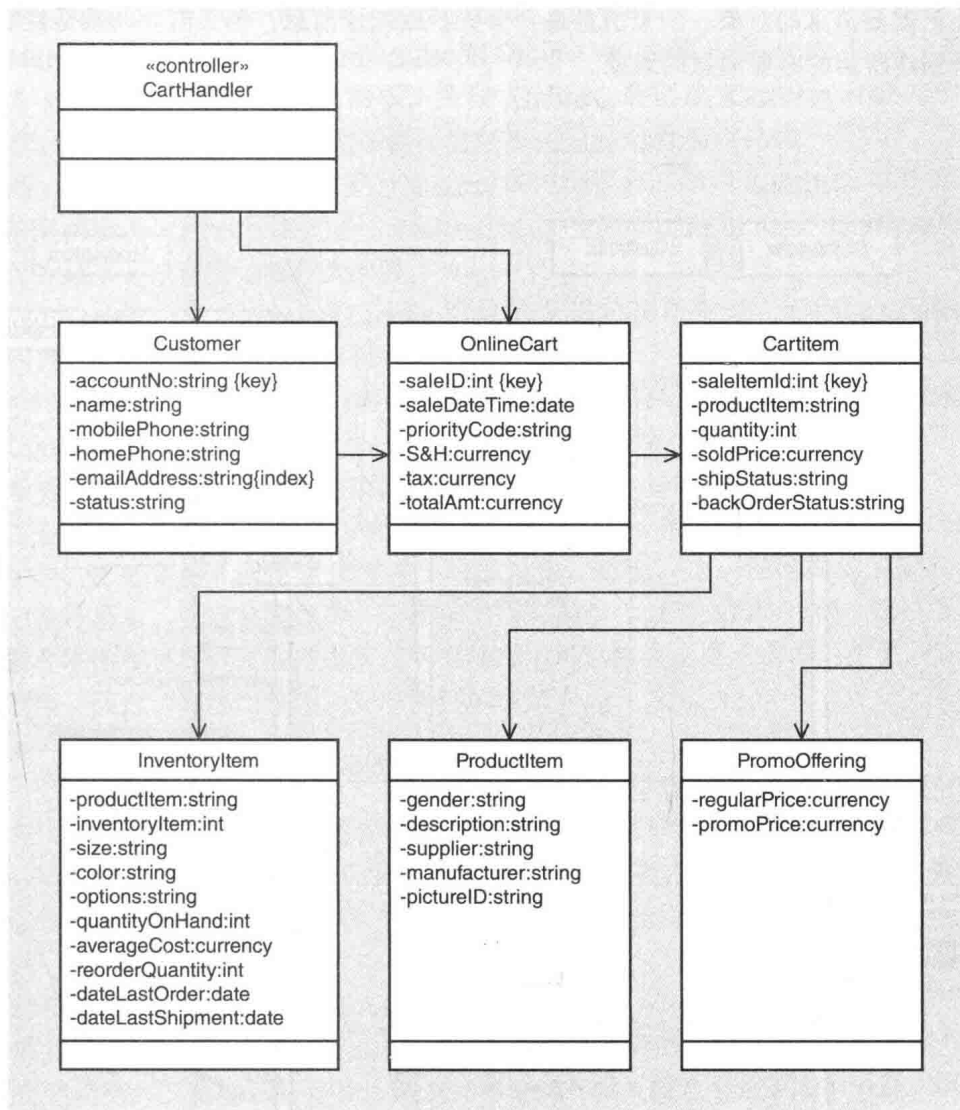 «controller»
CartHandler
Customer
-accountNo:string {key}
-name:string
-mobilePhone:string
-homePhone:string
-emailAddress:string{index}
-status:string
OnlineCart
-saleID:int {key}
-saleDateTime:date
-priorityCode:string
-S&H:currency
-tax:currency
-totalAmt:currency
Cartitem
-saleItemId:int {key}
-productItem:string
-quantity:int
-soldPrice:currency
-shipStatus:string
-backOrderStatus:string
InventoryItem
-productItem:string
-inventoryItem:int
-size:string
-color:string
-options:string
-quantityOnHand:int
-averageCost:currency
-reorderQuantity:int
-dateLastOrder:date
-dateLastShipment:date
ProductItem
-gender:string
-description:string
-supplier:string
-manufacturer:string
-pictureID:string
PromoOffering
-regularPrice:currency
-promoPrice:currency